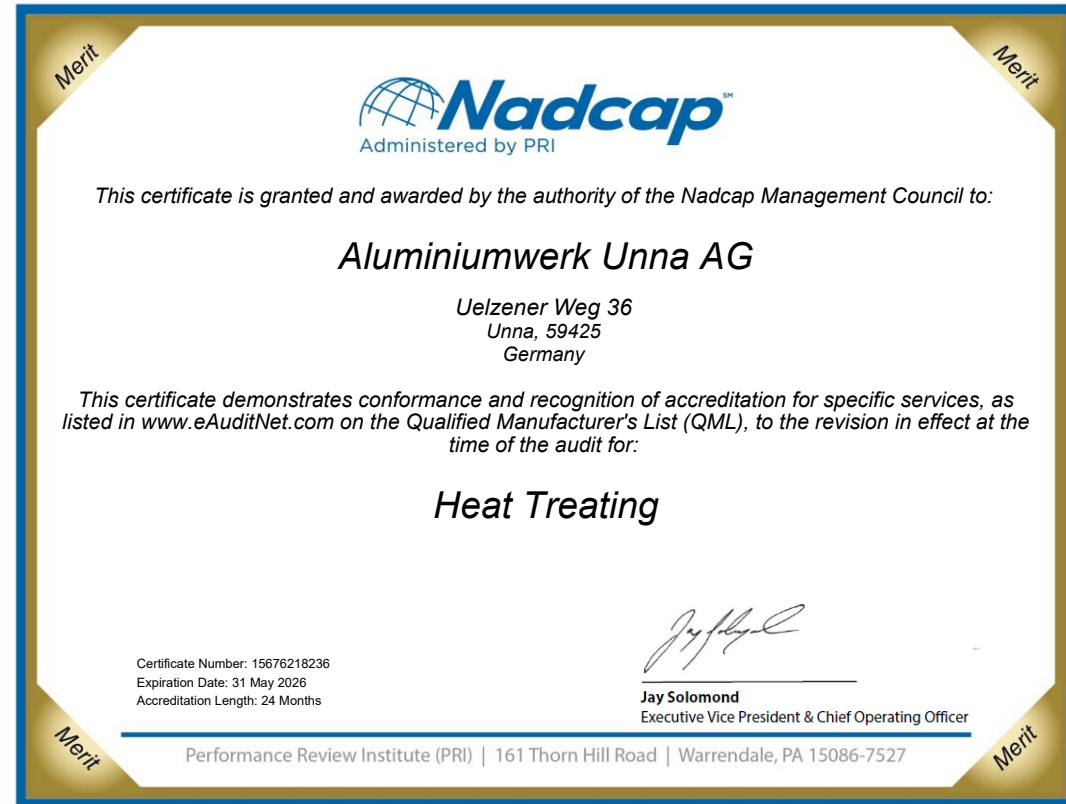 Merit
Merit
Nadcap℠
Administered by PRI
This certificate is granted and awarded by the authority of the Nadcap Management Council to:
Aluminiumwerk Unna AG
Uelzener Weg 36
Unna, 59425
Germany
This certificate demonstrates conformance and recognition of accreditation for specific services, as
listed in www.eAuditNet.com on the Qualified Manufacturer's List (QML), to the revision in effect at the
time of the audit for:
Heat Treating
Certificate Number: 15676218236
Expiration Date: 31 May 2026
Accreditation Length: 24 Months
Jay Solomond
Executive Vice President & Chief Operating Officer
Merit
Merit
Performance Review Institute (PRI) | 161 Thorn Hill Road | Warrendale, PA 15086-7527